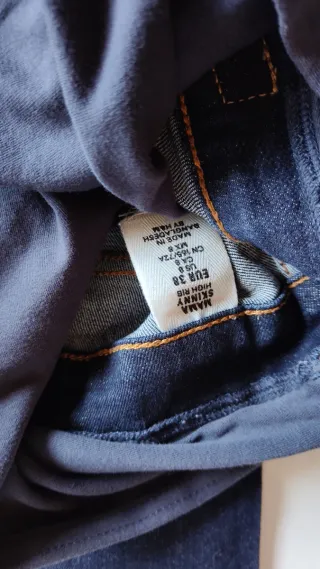 MAMA
SKINNY
HIGH RIB
EUR 38
US 8
CA 8
CN 165/72A
MX 8
MADE IN
BANGLADESH
BY H&M